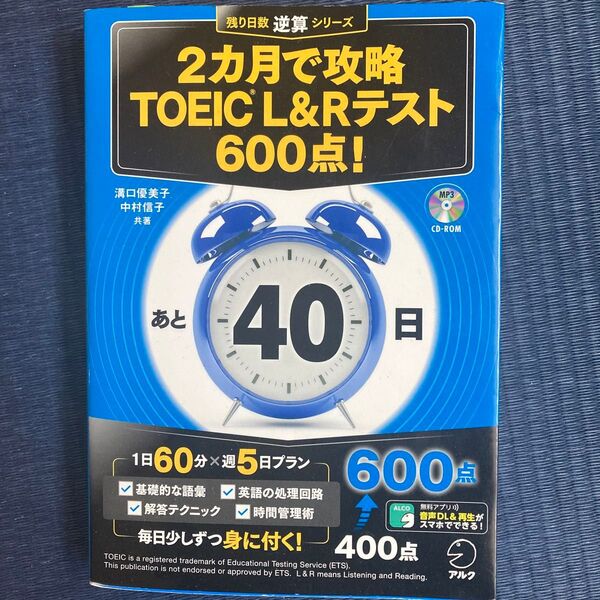 残り日数 逆算 シリーズ
2カ月で攻略
TOEIC® L&Rテスト
600点!
溝口優美子
中村信子
共著
MP3
CD-ROM
あと 40 日
1日60分×週5日プラン
基礎的な語彙
英語の処理回路
解答テクニック
時間管理術
毎日少しずつ身に付く!
600点
400点
ALCO
無料アプリ
音声DL&再生が
スマホでできる!
アルク
TOEIC is a registered trademark of Educational Testing Service (ETS).
This publication is not endorsed or approved by ETS. L&R means Listening and Reading.